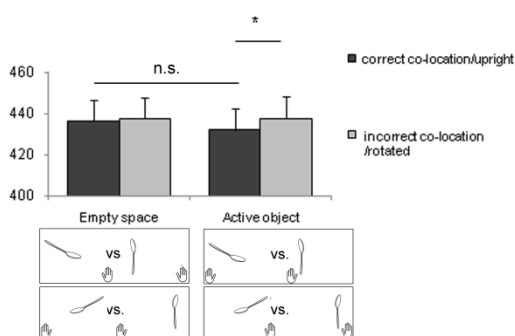 *
n.s.
correct co-location/upright
incorrect co-location
/rotated
460
440
420
400
Empty space
Active object
vs
vs.
vs.
vs.